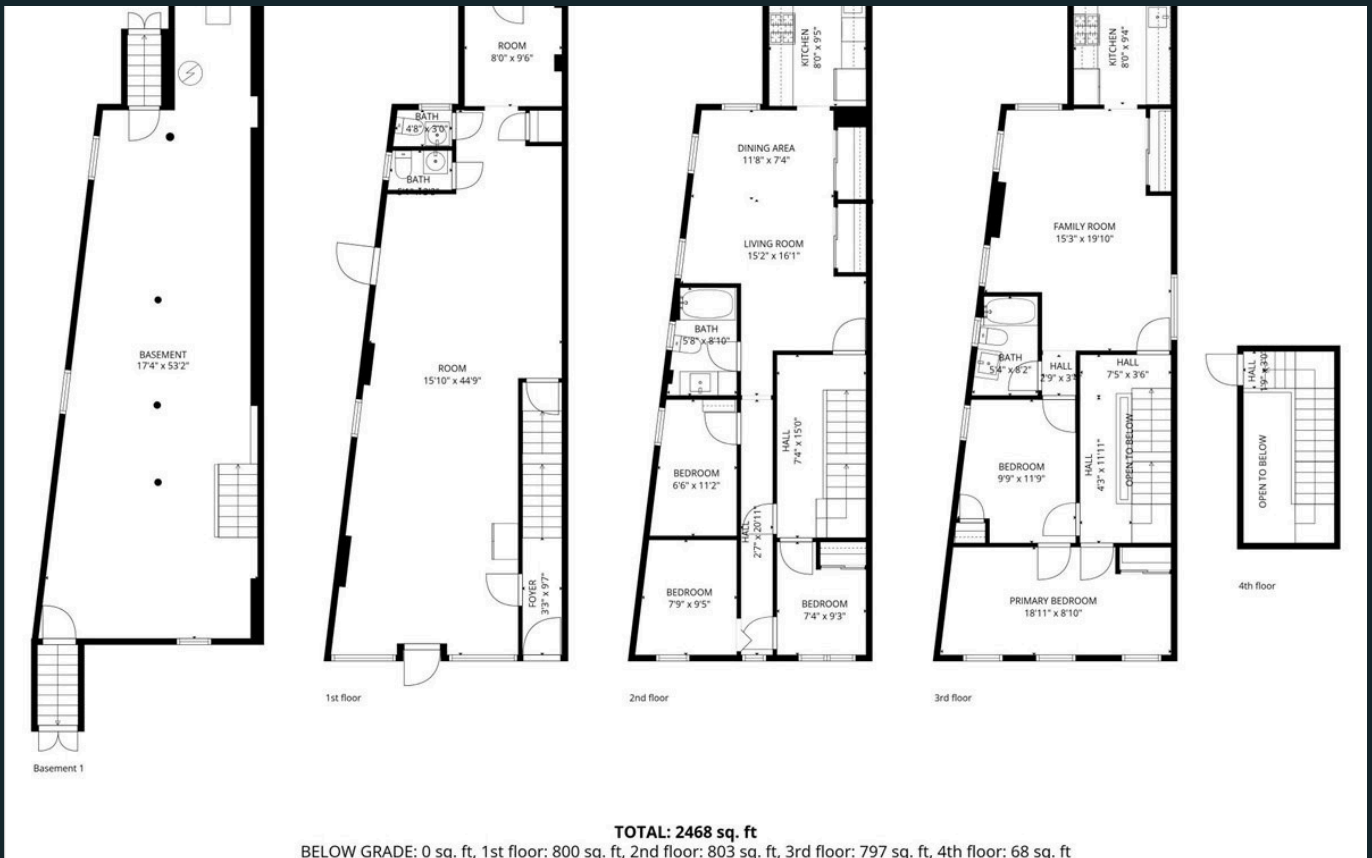 BASEMENT
17'4" x 53'2"
Basement 1
ROOM
8'0" x 9'6"
BATH
4'8" x 3'0"
BATH
ROOM
15'10" x 44'9"
FOYER
3'3" x 9'7"
1st floor
KITCHEN
8'0" x 9'5"
DINING AREA
11'8" x 7'4"
LIVING ROOM
15'2" x 16'1"
BATH
5'8" x 8'10"
HALL
7'4" x 15'0"
BEDROOM
6'6" x 11'2"
HALL
2'7" x 20'11"
BEDROOM
7'9" x 9'5"
BEDROOM
7'4" x 9'3"
2nd floor
KITCHEN
8'0" x 9'4"
FAMILY ROOM
15'3" x 19'10"
BATH
5'4" x 8'2"
HALL
2'9" x 3'
HALL
7'5" x 3'6"
HALL
4'3" x 11'11"
OPEN TO BELOW
BEDROOM
9'9" x 11'9"
PRIMARY BEDROOM
18'11" x 8'10"
3rd floor
HALL
OPEN TO BELOW
4th floor
TOTAL: 2468 sq. ft
BELOW GRADE: 0 sq. ft, 1st floor: 800 sq. ft, 2nd floor: 803 sq. ft, 3rd floor: 797 sq. ft, 4th floor: 68 sq. ft